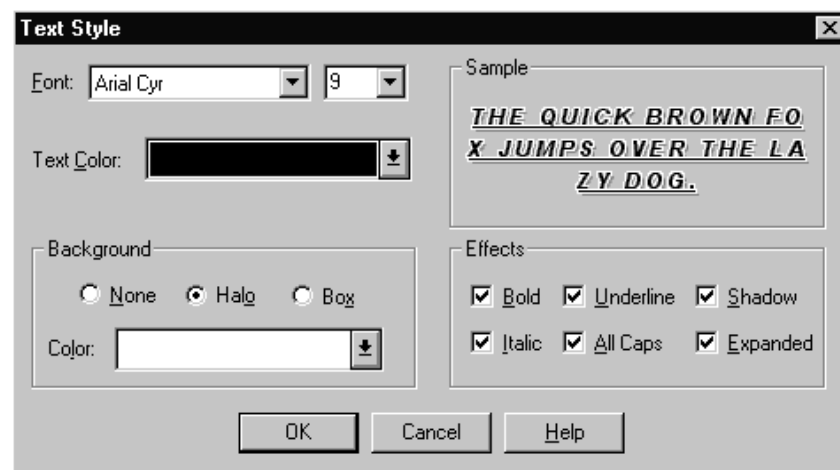 Text Style
Font: Arial Cyr 9
Text Color:
Sample
THE QUICK BROWN FO
X JUMPS OVER THE LA
ZY DOG.
Background
None Halo Box
Color:
Effects
Bold Underline Shadow
Italic All Caps Expanded
OK Cancel Help